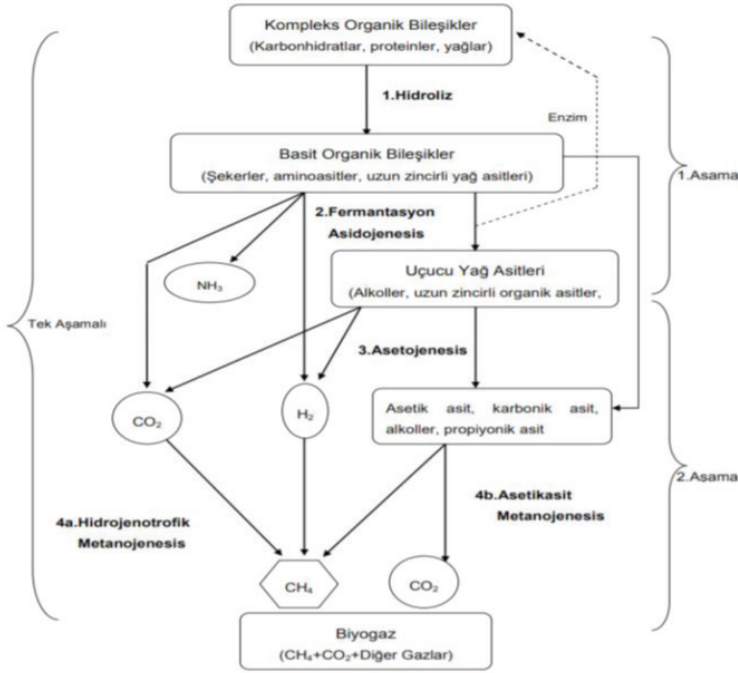 Kompleks Organik Bileşikler
(Karbonhidratlar, proteinler, yağlar)
1.Hidroliz
Enzim
Basit Organik Bileşikler
(Şekerler, aminoasitler, uzun zincirli yağ asitleri)
1.Asama
2.Fermantasyon
Asidojenesis
NH₃
Uçucu Yağ Asitleri
(Alkoller, uzun zincirli organik asitler,
Tek Aşamalı
3.Asetojenesis
CO₂
H₂
Asetik asit, karbonik asit,
alkoller, propiyonik asit
2.Asama
4a.Hidrojenotrofik
Metanojenesis
4b.Asetikasit
Metanojenesis
CH₄
CO₂
Biyogaz
(CH₄+CO₂+Diğer Gazlar)